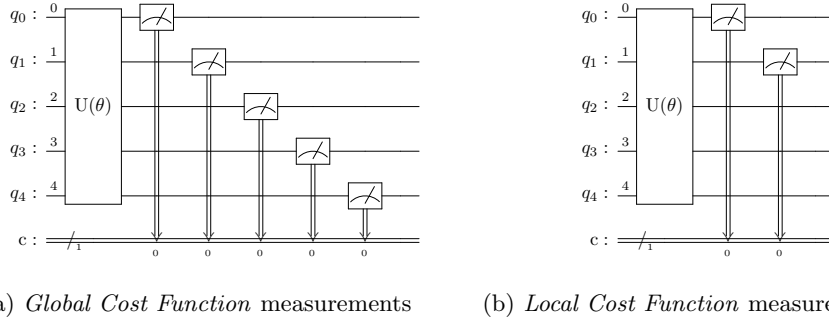 q0 : 0 q0 : 0
q1 : 1 q1 : 1
q2 : 2 U(θ) q2 : 2 U(θ)
q3 : 3 q3 : 3
q4 : 4 q4 : 4
c : 1 c : 1
0 0 0 0 0 0 0
) Global Cost Function measurements (b) Local Cost Function